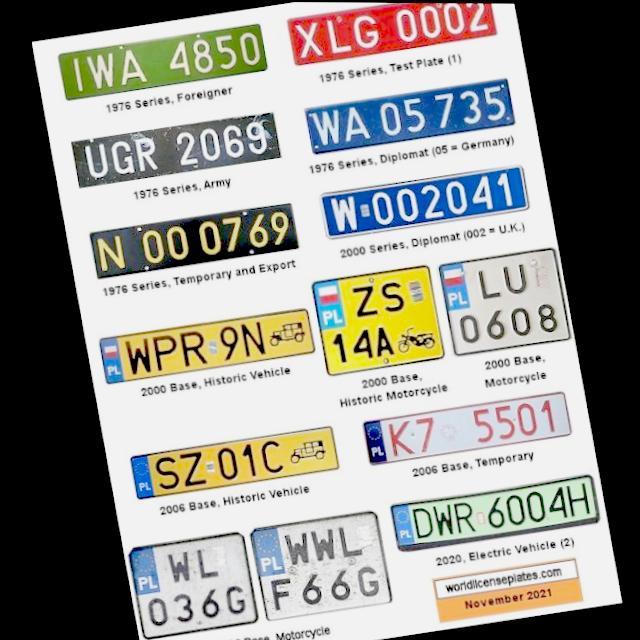 IWA 4850
1976 Series, Foreigner
XLG 0002
1976 Series, Test Plate (1)
UGR 2069
1976 Series, Army
WA 05 735
1976 Series, Diplomat (05 = Germany)
N 00 0769
1976 Series, Temporary and Export
W 002041
2000 Series, Diplomat (002 = U.K.)
PL WPR 9N
2000 Base, Historic Vehicle
PL ZS
14A
2000 Base,
Historic Motorcycle
PL LU
0608
2000 Base,
Motorcycle
PL SZ 01C
2006 Base, Historic Vehicle
PL K7 5501
2006 Base, Temporary
PL WL
036G
PL WWL
F66G
Base, Motorcycle
PL DWR 6004H
2020, Electric Vehicle (2)
worldlicenseplates.com
November 2021